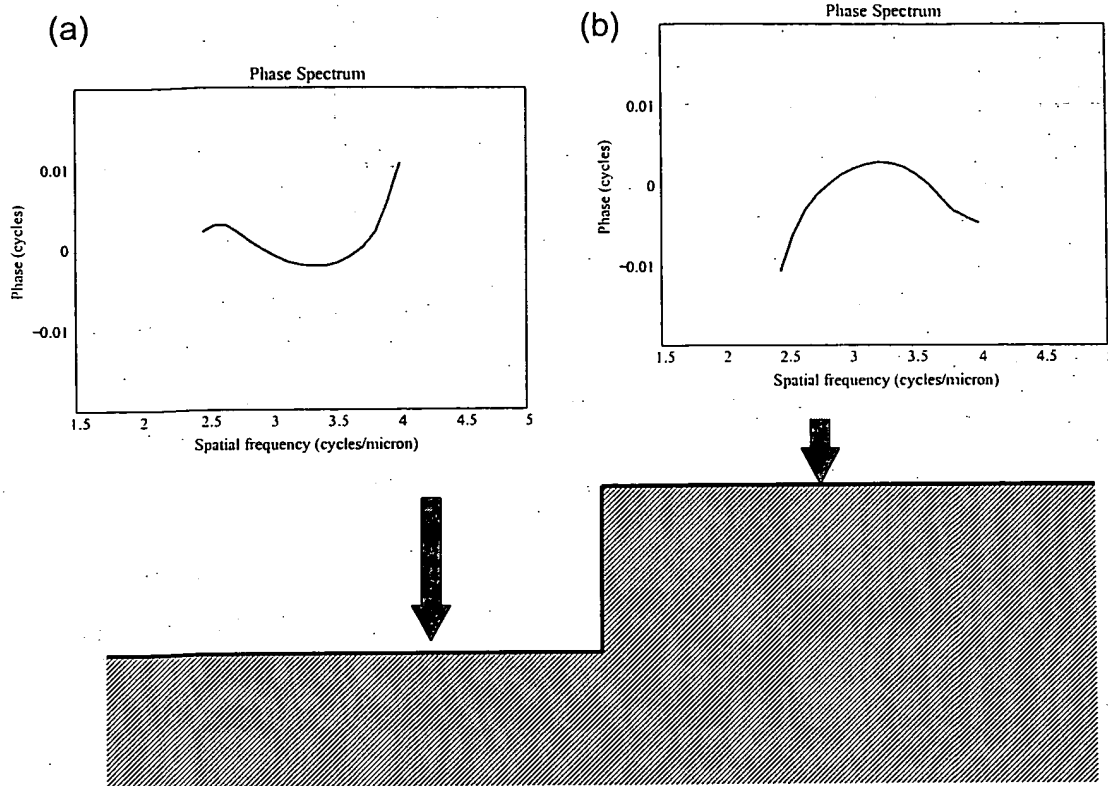 (a)
Phase Spectrum
Phase (cycles)
0.01
0
−0.01
1.5 2 2.5 3 3.5 4 4.5 5
Spatial frequency (cycles/micron)
(b)
Phase Spectrum
Phase (cycles)
0.01
0
−0.01
1.5 2 2.5 3 3.5 4 4.5
Spatial frequency (cycles/micron)